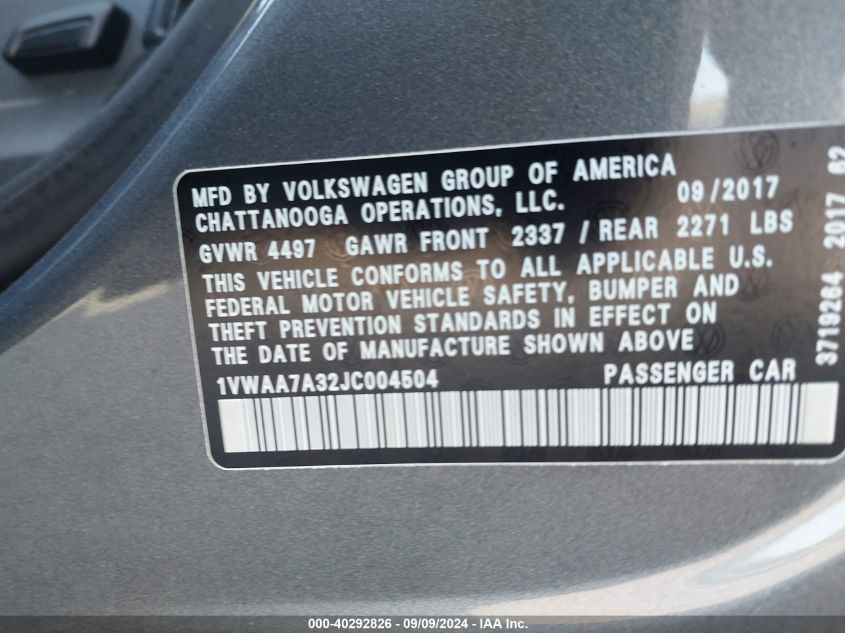 MFD BY VOLKSWAGEN GROUP OF AMERICA
CHATTANOOGA OPERATIONS, LLC. 09/2017
GVWR 4497 GAWR FRONT 2337 / REAR 2271 LBS
THIS VEHICLE CONFORMS TO ALL APPLICABLE U.S.
FEDERAL MOTOR VEHICLE SAFETY, BUMPER AND
THEFT PREVENTION STANDARDS IN EFFECT ON
THE DATE OF MANUFACTURE SHOWN ABOVE
1VWAA7A32JC004504 PASSENGER CAR
3719264 2017 62
000-40292826 - 09/09/2024 - IAA Inc.